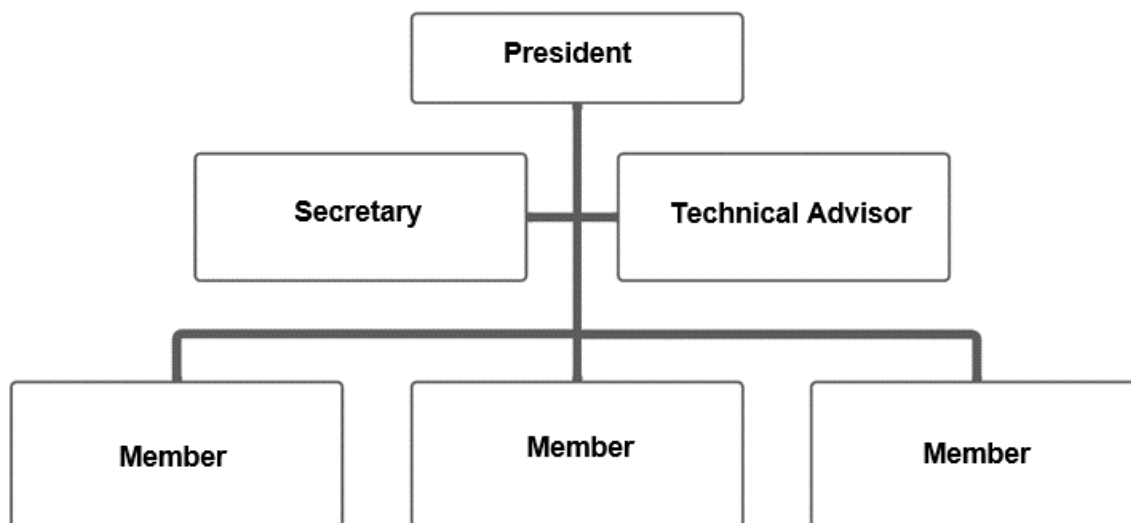 President
Secretary
Technical Advisor
Member
Member
Member